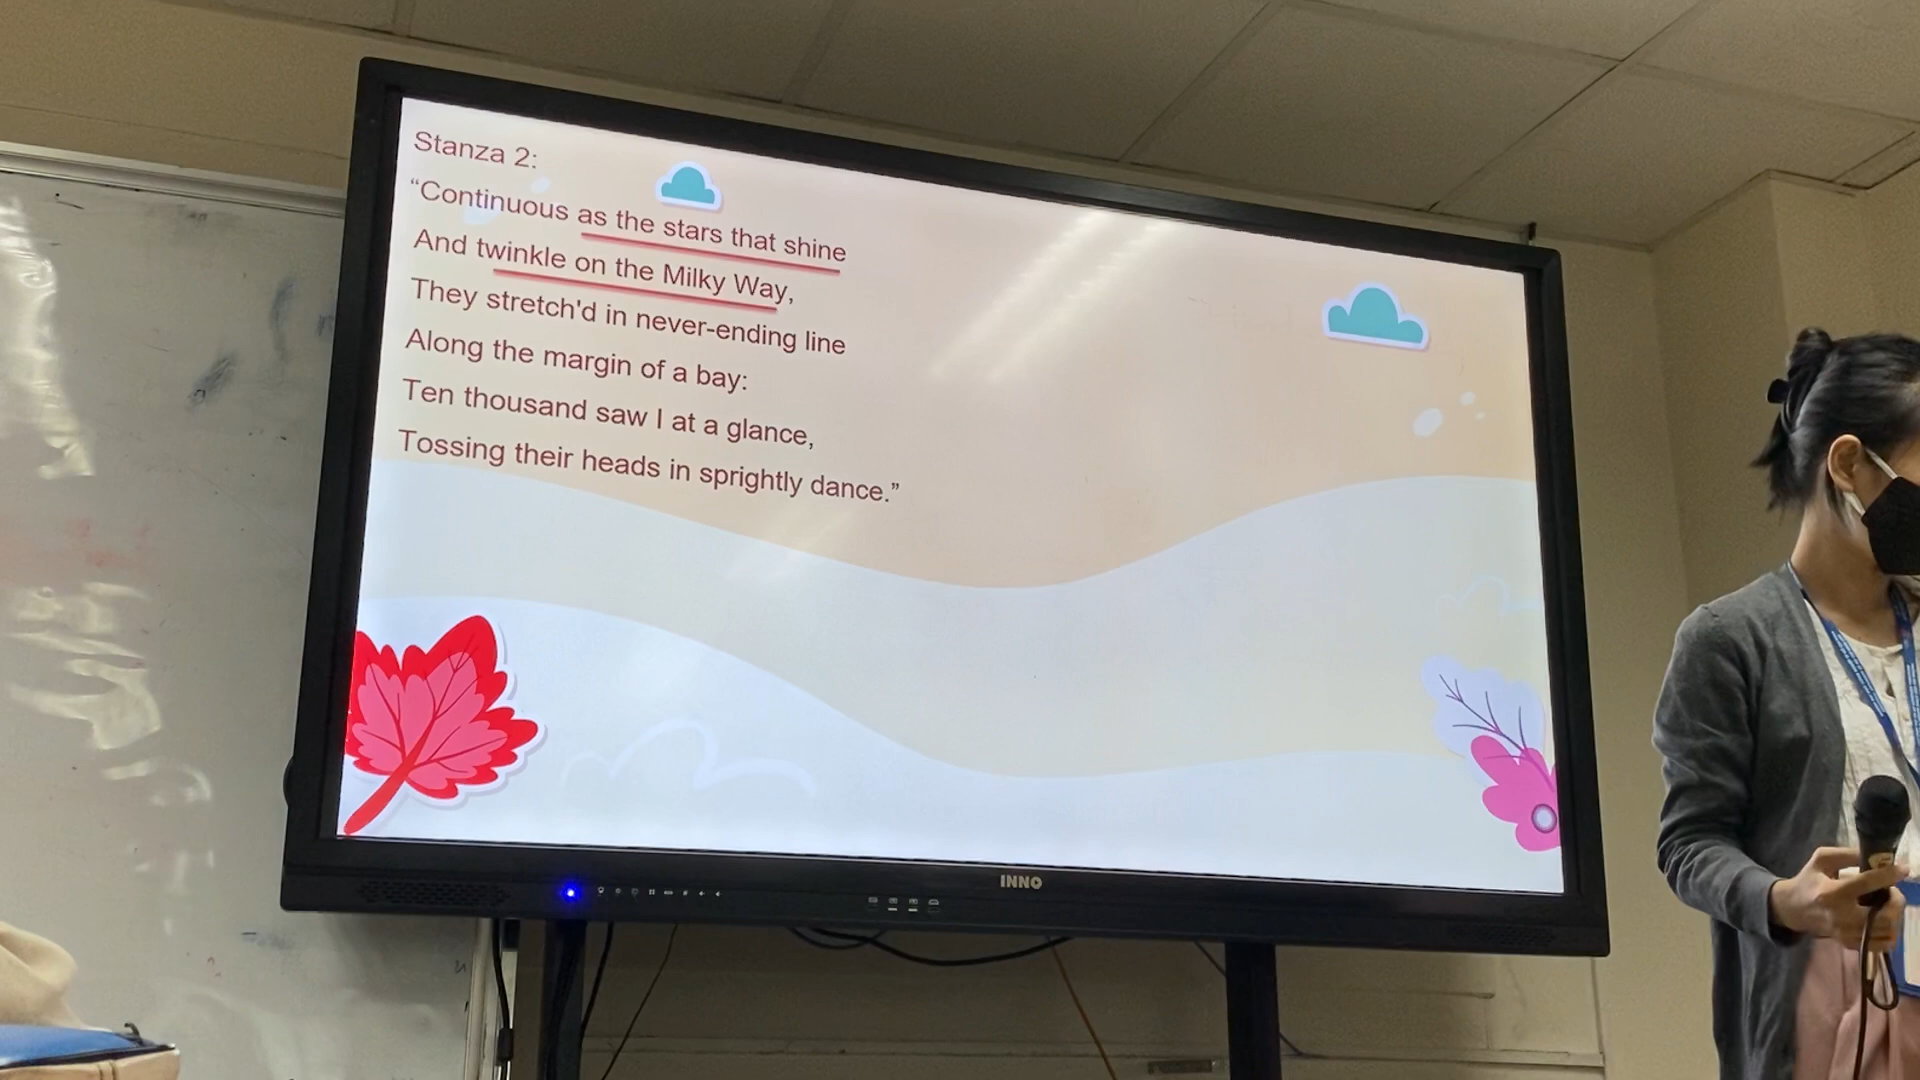 Stanza 2:
“Continuous as the stars that shine
And twinkle on the Milky Way,
They stretch'd in never-ending line
Along the margin of a bay:
Ten thousand saw I at a glance,
Tossing their heads in sprightly dance.”
INNO